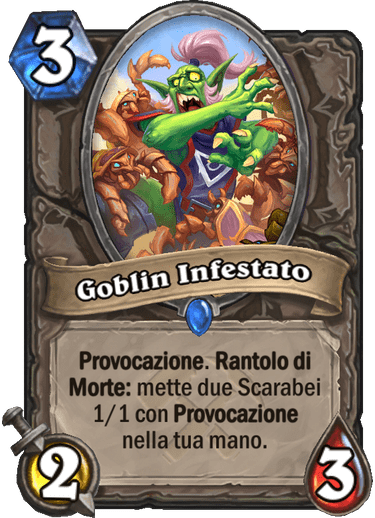 3
Goblin Infestato
Provocazione. Rantolo di
Morte: mette due Scarabei
1/1 con Provocazione
nella tua mano.
2
3